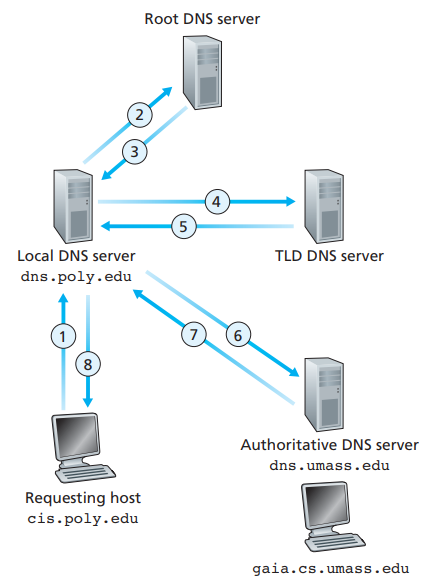 Root DNS server
2
3
4
5
Local DNS server
dns.poly.edu
TLD DNS server
1
8
7
6
Authoritative DNS server
dns.umass.edu
Requesting host
cis.poly.edu
gaia.cs.umass.edu